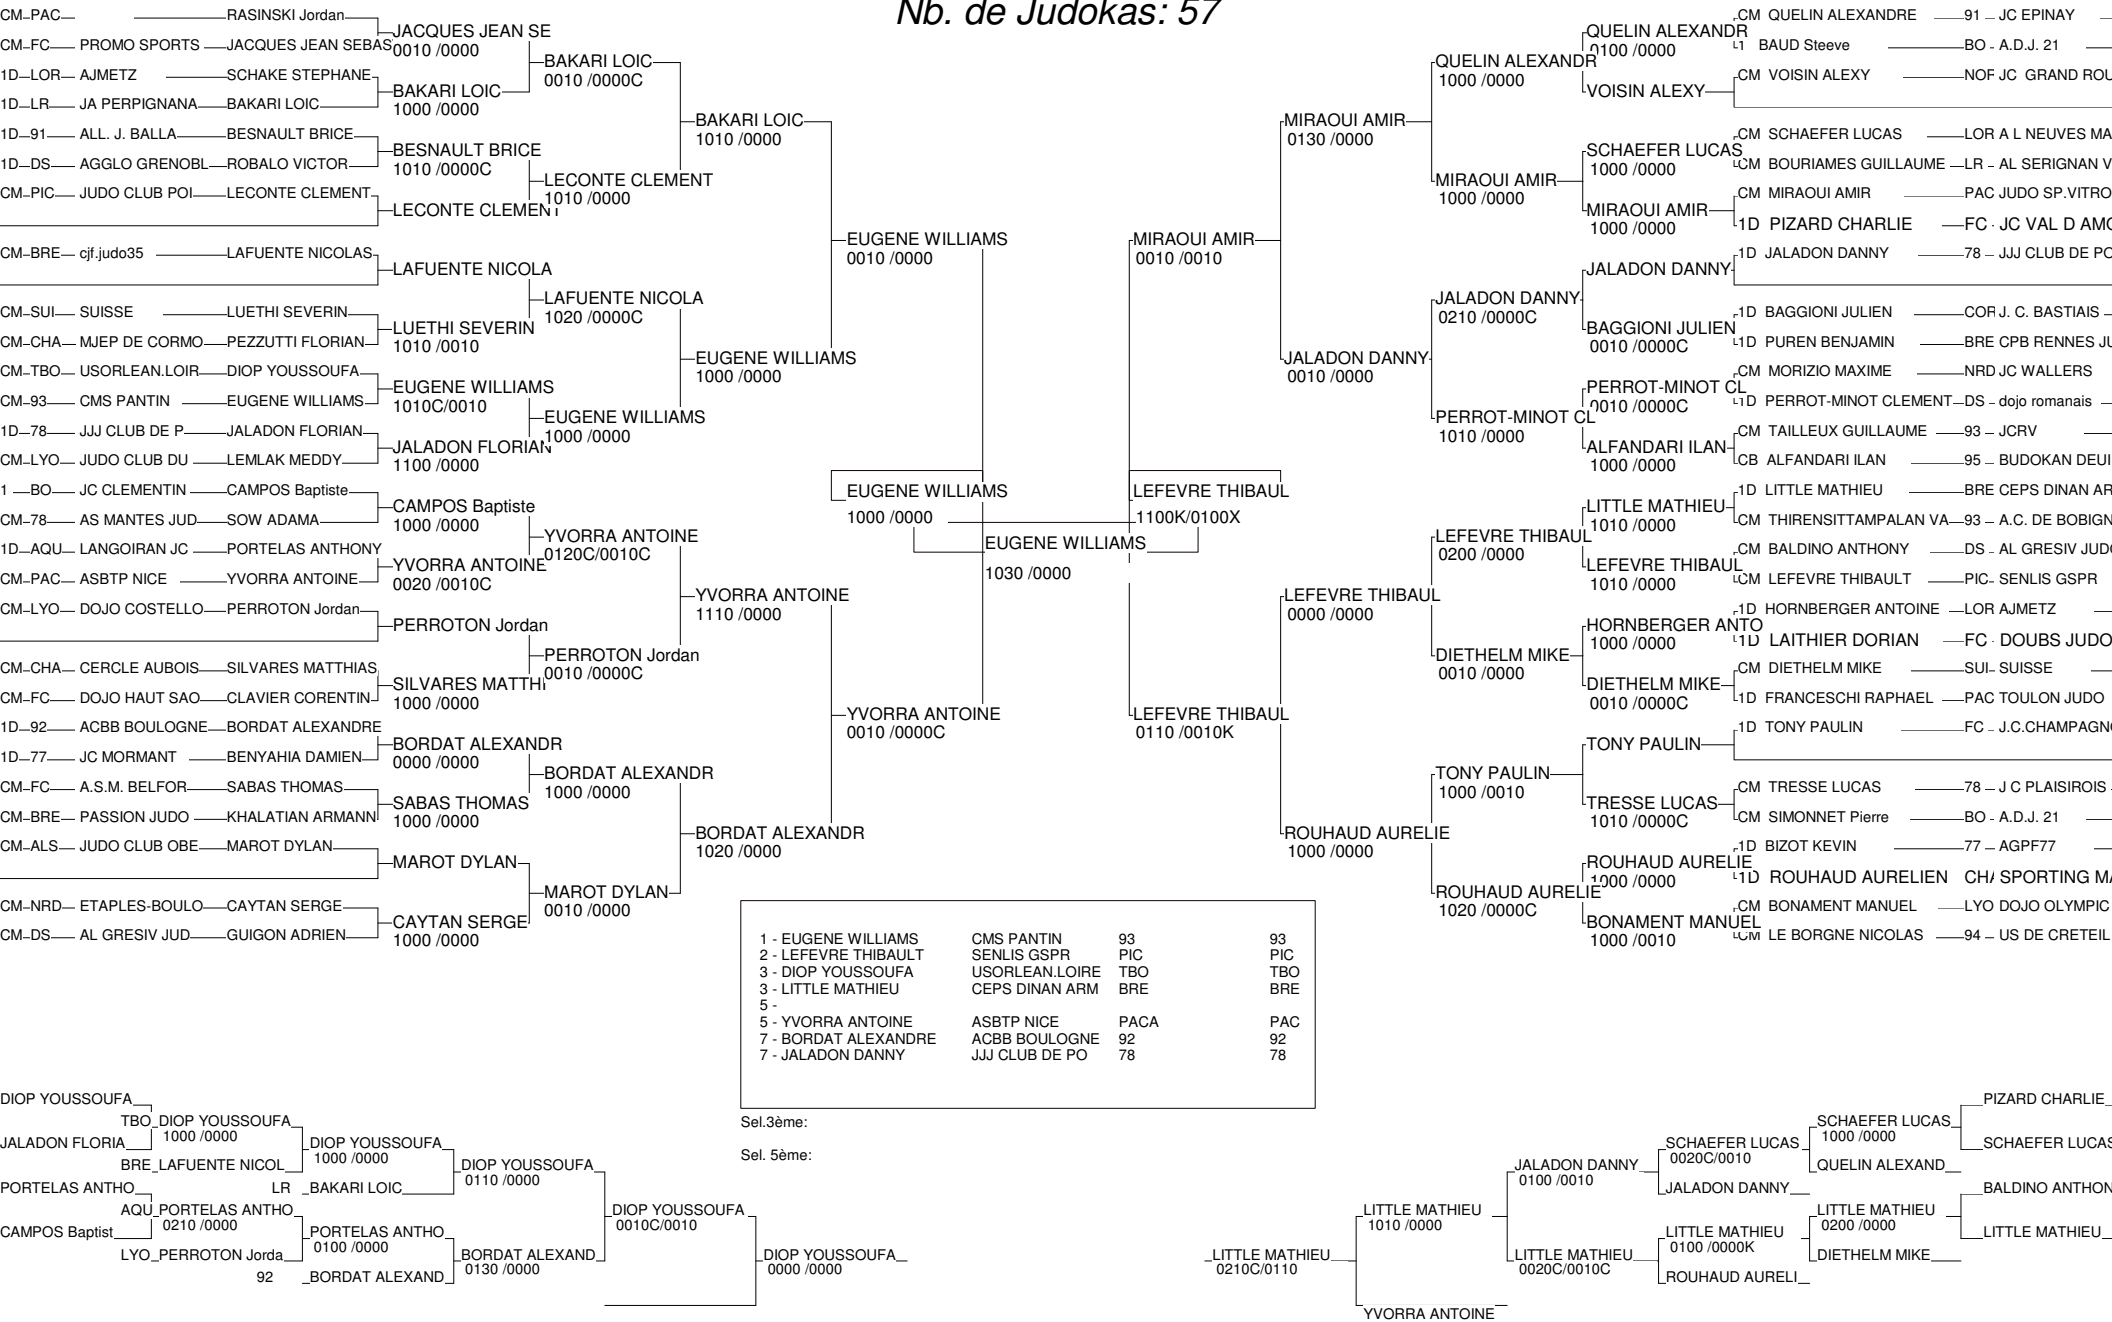 Nb. de Judokas: 57
CM PAC RASINSKI Jordan
CM FC PROMO SPORTS JACQUES JEAN SEBAS
1D LOR AJMETZ SCHAKE STEPHANE
1D LR JA PERPIGNANA BAKARI LOIC
1D 91 ALL. J. BALLA BESNAULT BRICE
1D DS AGGLO GRENOBL ROBALO VICTOR
CM PIC JUDO CLUB POI LECONTE CLEMENT
CM BRE cjf.judo35 LAFUENTE NICOLAS
CM SUI SUISSE LUETHI SEVERIN
CM CHA MJEP DE CORMO PEZZUTTI FLORIAN
CM TBO USORLEAN.LOIR DIOP YOUSSOUFA
CM 93 CMS PANTIN EUGENE WILLIAMS
1D 78 JJJ CLUB DE P JALADON FLORIAN
CM LYO JUDO CLUB DU LEMLAK MEDDY
1 BO JC CLEMENTIN CAMPOS Baptiste
CM 78 AS MANTES JUD SOW ADAMA
1D AQU LANGOIRAN JC PORTELAS ANTHONY
CM PAC ASBTP NICE YVORRA ANTOINE
CM LYO DOJO COSTELLO PERROTON Jordan
CM CHA CERCLE AUBOIS SILVARES MATTHIAS
CM FC DOJO HAUT SAO CLAVIER CORENTIN
1D 92 ACBB BOULOGNE BORDAT ALEXANDRE
1D 77 JC MORMANT BENYAHIA DAMIEN
CM FC A.S.M. BELFOR SABAS THOMAS
CM BRE PASSION JUDO KHALATIAN ARMANN
CM ALS JUDO CLUB OBE MAROT DYLAN
CM NRD ETAPLES-BOULO CAYTAN SERGE
CM DS AL GRESIV JUD GUIGON ADRIEN
JACQUES JEAN SE
0010 /0000
BAKARI LOIC
1000 /0000
BESNAULT BRICE
1010 /0000C
LECONTE CLEMENT
LAFUENTE NICOLA
LUETHI SEVERIN
1010 /0010
EUGENE WILLIAMS
1010C/0010
JALADON FLORIAN
1100 /0000
CAMPOS Baptiste
1000 /0000
YVORRA ANTOINE
0020 /0010C
PERROTON Jordan
SILVARES MATTHI
1000 /0000
BORDAT ALEXANDR
0000 /0000
SABAS THOMAS
1000 /0000
MAROT DYLAN
CAYTAN SERGE
1000 /0000
BAKARI LOIC
0010 /0000C
LECONTE CLEMENT
1010 /0000
LAFUENTE NICOLA
1020 /0000C
EUGENE WILLIAMS
1000 /0000
YVORRA ANTOINE
0120C/0010C
PERROTON Jordan
0010 /0000C
BORDAT ALEXANDR
1000 /0000
MAROT DYLAN
0010 /0000
BAKARI LOIC
1010 /0000
EUGENE WILLIAMS
1000 /0000
YVORRA ANTOINE
1110 /0000
BORDAT ALEXANDR
1020 /0000
EUGENE WILLIAMS
0010 /0000
YVORRA ANTOINE
0010 /0000C
EUGENE WILLIAMS
1000 /0000
LEFEVRE THIBAUL
1100K/0100X
EUGENE WILLIAMS
1030 /0000
MIRAOUI AMIR
0010 /0010
LEFEVRE THIBAUL
0110 /0010K
MIRAOUI AMIR
0130 /0000
JALADON DANNY
0010 /0000
LEFEVRE THIBAUL
0000 /0000
ROUHAUD AURELIE
1000 /0000
QUELIN ALEXANDR
1000 /0000
MIRAOUI AMIR
1000 /0000
JALADON DANNY
0210 /0000C
PERROT-MINOT CL
1010 /0000
LEFEVRE THIBAUL
0200 /0000
DIETHELM MIKE
0010 /0000
TONY PAULIN
1000 /0010
ROUHAUD AURELIE
1020 /0000C
QUELIN ALEXANDR
0100 /0000
VOISIN ALEXY
SCHAEFER LUCAS
1000 /0000
MIRAOUI AMIR
1000 /0000
JALADON DANNY
BAGGIONI JULIEN
0010 /0000C
PERROT-MINOT CL
0010 /0000C
ALFANDARI ILAN
1000 /0000
LITTLE MATHIEU
1010 /0000
LEFEVRE THIBAUL
1010 /0000
HORNBERGER ANTO
1000 /0000
DIETHELM MIKE
0010 /0000C
TONY PAULIN
TRESSE LUCAS
1010 /0000C
ROUHAUD AURELIE
1000 /0000
BONAMENT MANUEL
1000 /0010
CM QUELIN ALEXANDRE 91 JC EPINAY
1 BAUD Steeve BO A.D.J. 21
CM VOISIN ALEXY NOR JC GRAND ROU
CM SCHAEFER LUCAS LOR A L NEUVES MA
CM BOURIAMES GUILLAUME LR AL SERIGNAN V
CM MIRAOUI AMIR PAC JUDO SP.VITRO
1D PIZARD CHARLIE FC JC VAL D AMO
1D JALADON DANNY 78 JJJ CLUB DE PO
1D BAGGIONI JULIEN COR J. C. BASTIAIS
1D PUREN BENJAMIN BRE CPB RENNES JU
CM MORIZIO MAXIME NRD JC WALLERS
1D PERROT-MINOT CLEMENT DS dojo romanais
CM TAILLEUX GUILLAUME 93 JCRV
CB ALFANDARI ILAN 95 BUDOKAN DEUI
1D LITTLE MATHIEU BRE CEPS DINAN AR
CM THIRENSITTAMPALAN VA 93 A.C. DE BOBIGN
CM BALDINO ANTHONY DS AL GRESIV JUDO
CM LEFEVRE THIBAULT PIC SENLIS GSPR
1D HORNBERGER ANTOINE LOR AJMETZ
1D LAITHIER DORIAN FC DOUBS JUDO
CM DIETHELM MIKE SUI SUISSE
1D FRANCESCHI RAPHAEL PAC TOULON JUDO
1D TONY PAULIN FC J.C.CHAMPAGN
CM TRESSE LUCAS 78 J C PLAISIROIS
CM SIMONNET Pierre BO A.D.J. 21
1D BIZOT KEVIN 77 AGPF77
1D ROUHAUD AURELIEN CHA SPORTING MA
CM BONAMENT MANUEL LYO DOJO OLYMPIC
CM LE BORGNE NICOLAS 94 US DE CRETEIL
1 - EUGENE WILLIAMS CMS PANTIN 93 93
2 - LEFEVRE THIBAULT SENLIS GSPR PIC PIC
3 - DIOP YOUSSOUFA USORLEAN.LOIRE TBO TBO
3 - LITTLE MATHIEU CEPS DINAN ARM BRE BRE
5 -
5 - YVORRA ANTOINE ASBTP NICE PACA PAC
7 - BORDAT ALEXANDRE ACBB BOULOGNE 92 92
7 - JALADON DANNY JJJ CLUB DE PO 78 78
Sel.3ème:
Sel. 5ème:
DIOP YOUSSOUFA
JALADON FLORIA
PORTELAS ANTHO
CAMPOS Baptist
TBO DIOP YOUSSOUFA
1000 /0000
BRE LAFUENTE NICOL
AQU PORTELAS ANTHO
0210 /0000
LYO PERROTON Jorda
DIOP YOUSSOUFA
1000 /0000
LR BAKARI LOIC
PORTELAS ANTHO
0100 /0000
92 BORDAT ALEXAND
DIOP YOUSSOUFA
0110 /0000
BORDAT ALEXAND
0130 /0000
DIOP YOUSSOUFA
0010C/0010
DIOP YOUSSOUFA
0000 /0000
LITTLE MATHIEU
0210C/0110
LITTLE MATHIEU
1010 /0000
YVORRA ANTOINE
JALADON DANNY
0100 /0010
LITTLE MATHIEU
0020C/0010C
SCHAEFER LUCAS
0020C/0010
JALADON DANNY
LITTLE MATHIEU
0100 /0000K
ROUHAUD AURELI
SCHAEFER LUCAS
1000 /0000
QUELIN ALEXAND
LITTLE MATHIEU
0200 /0000
DIETHELM MIKE
PIZARD CHARLIE
SCHAEFER LUCAS
BALDINO ANTHON
LITTLE MATHIEU